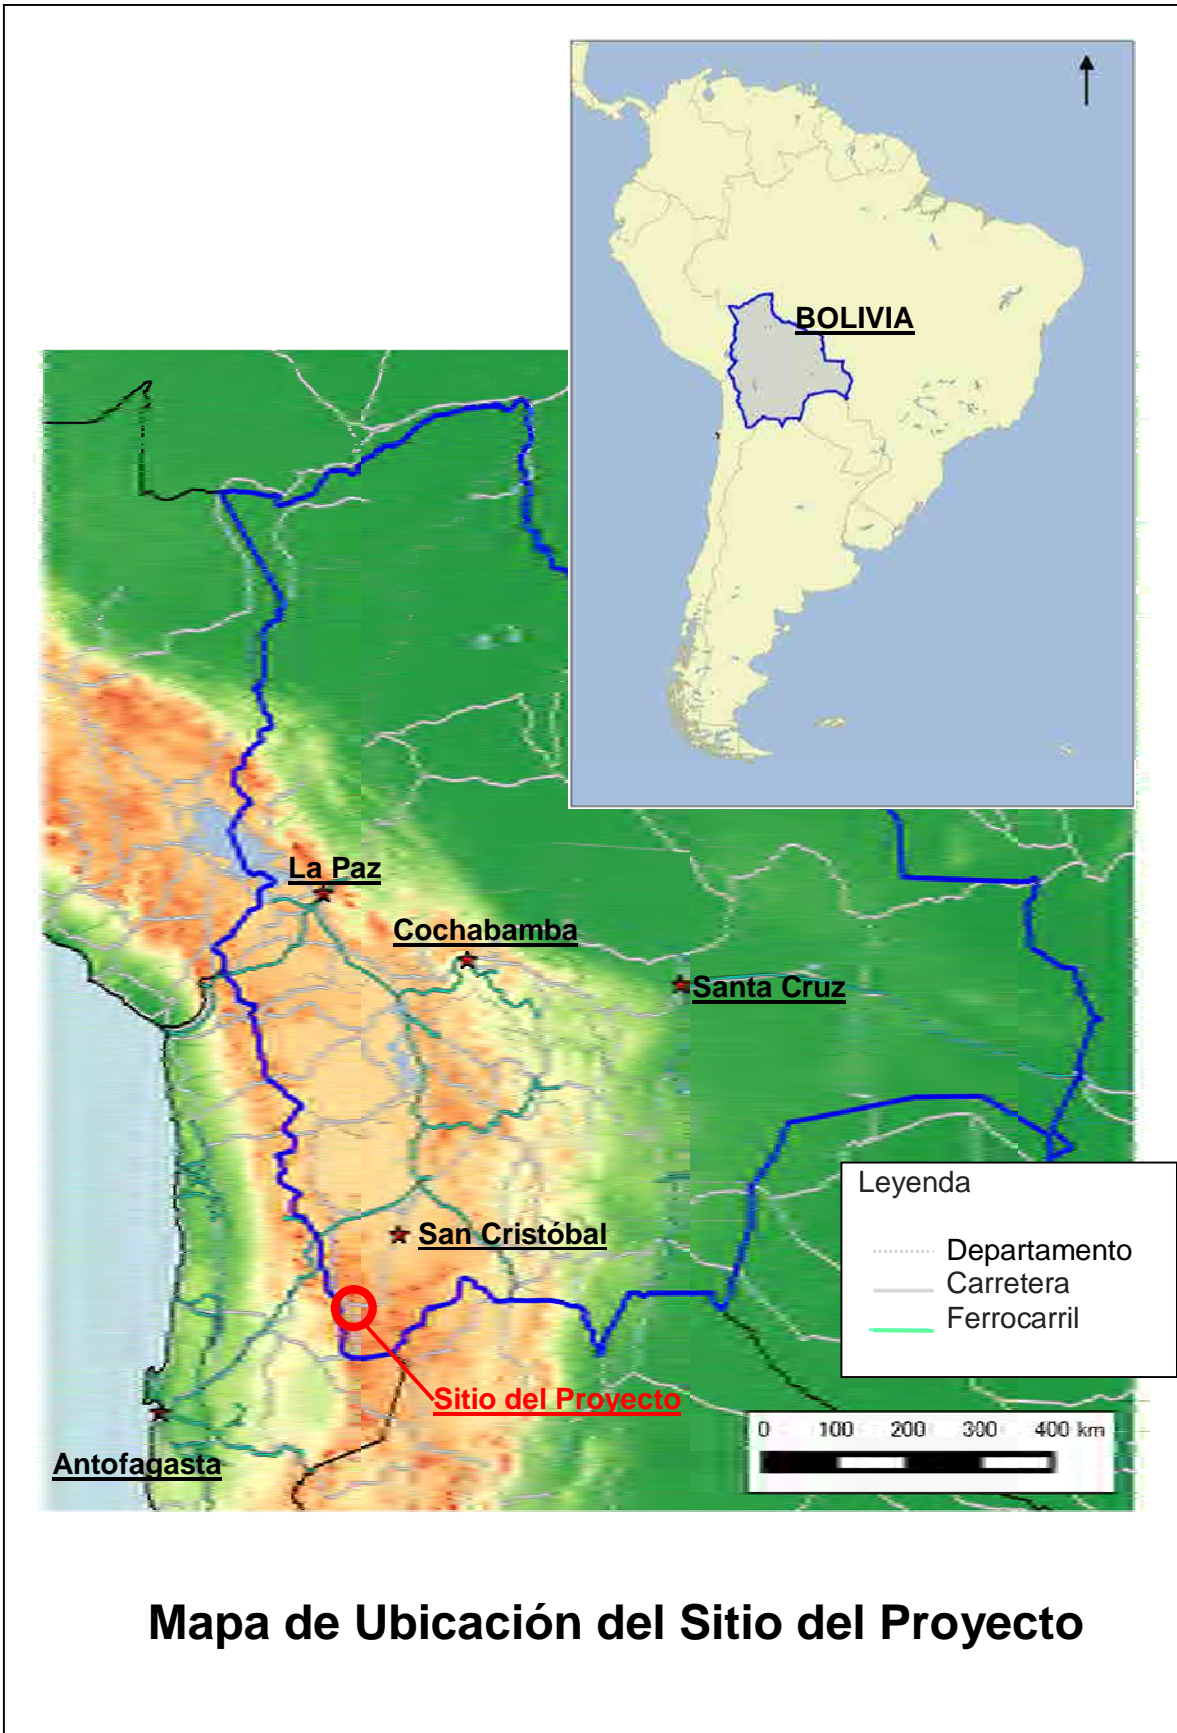 BOLIVIA
La Paz
Cochabamba
Santa Cruz
San Cristóbal
Sitio del Proyecto
Antofagasta
Leyenda
Departamento
Carretera
Ferrocarril
0 100 200 300 400 km
Mapa de Ubicación del Sitio del Proyecto